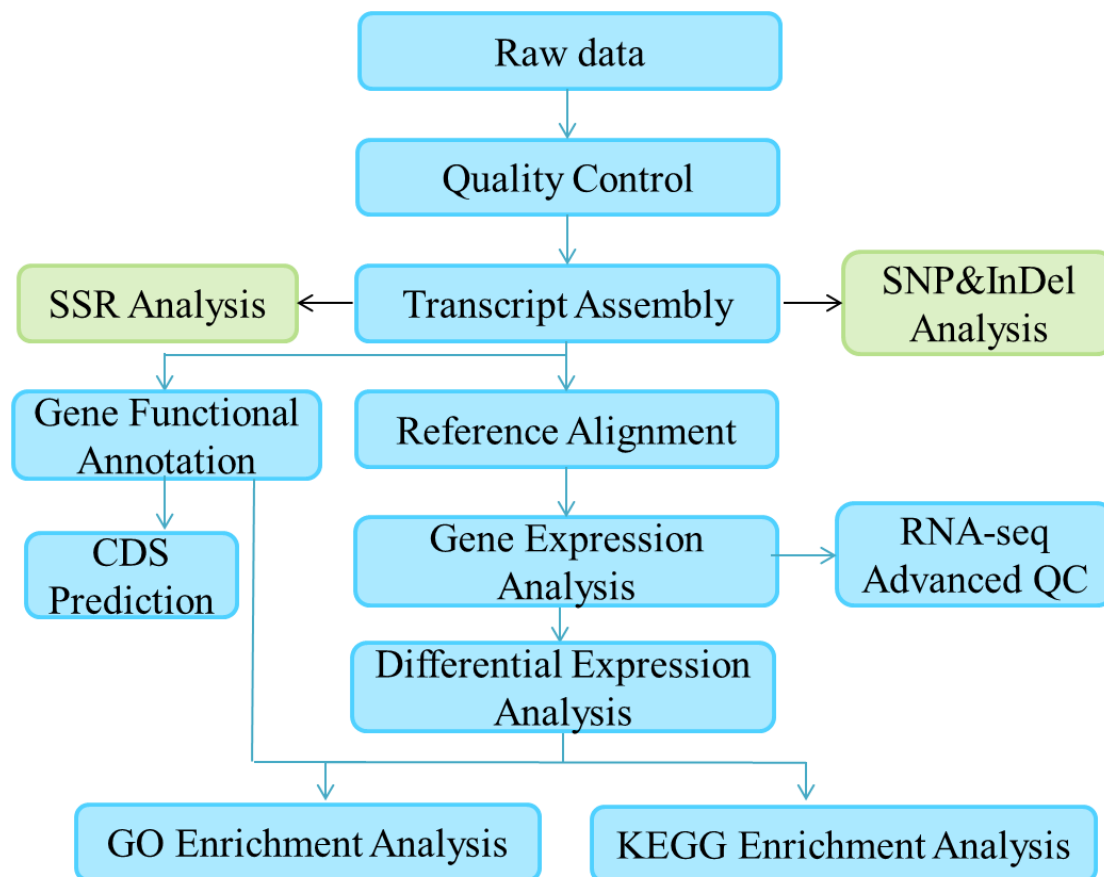 Raw data
Quality Control
SSR Analysis
Transcript Assembly
SNP&InDel
Analysis
Gene Functional
Annotation
Reference Alignment
CDS
Prediction
Gene Expression
Analysis
RNA-seq
Advanced QC
Differential Expression
Analysis
GO Enrichment Analysis
KEGG Enrichment Analysis